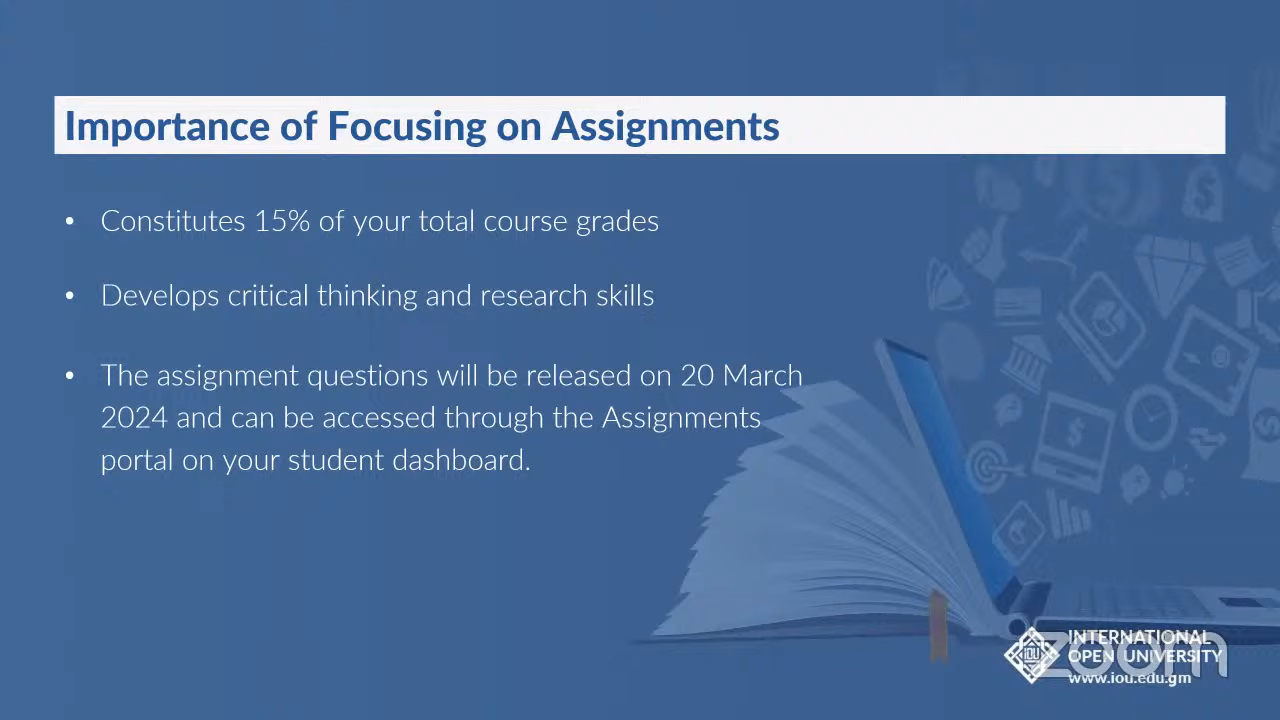 Importance of Focusing on Assignments
• Constitutes 15% of your total course grades
• Develops critical thinking and research skills
• The assignment questions will be released on 20 March
2024 and can be accessed through the Assignments
portal on your student dashboard.
IOU
INTERNATIONAL
OPEN UNIVERSITY
www.iou.edu.gm
zoom